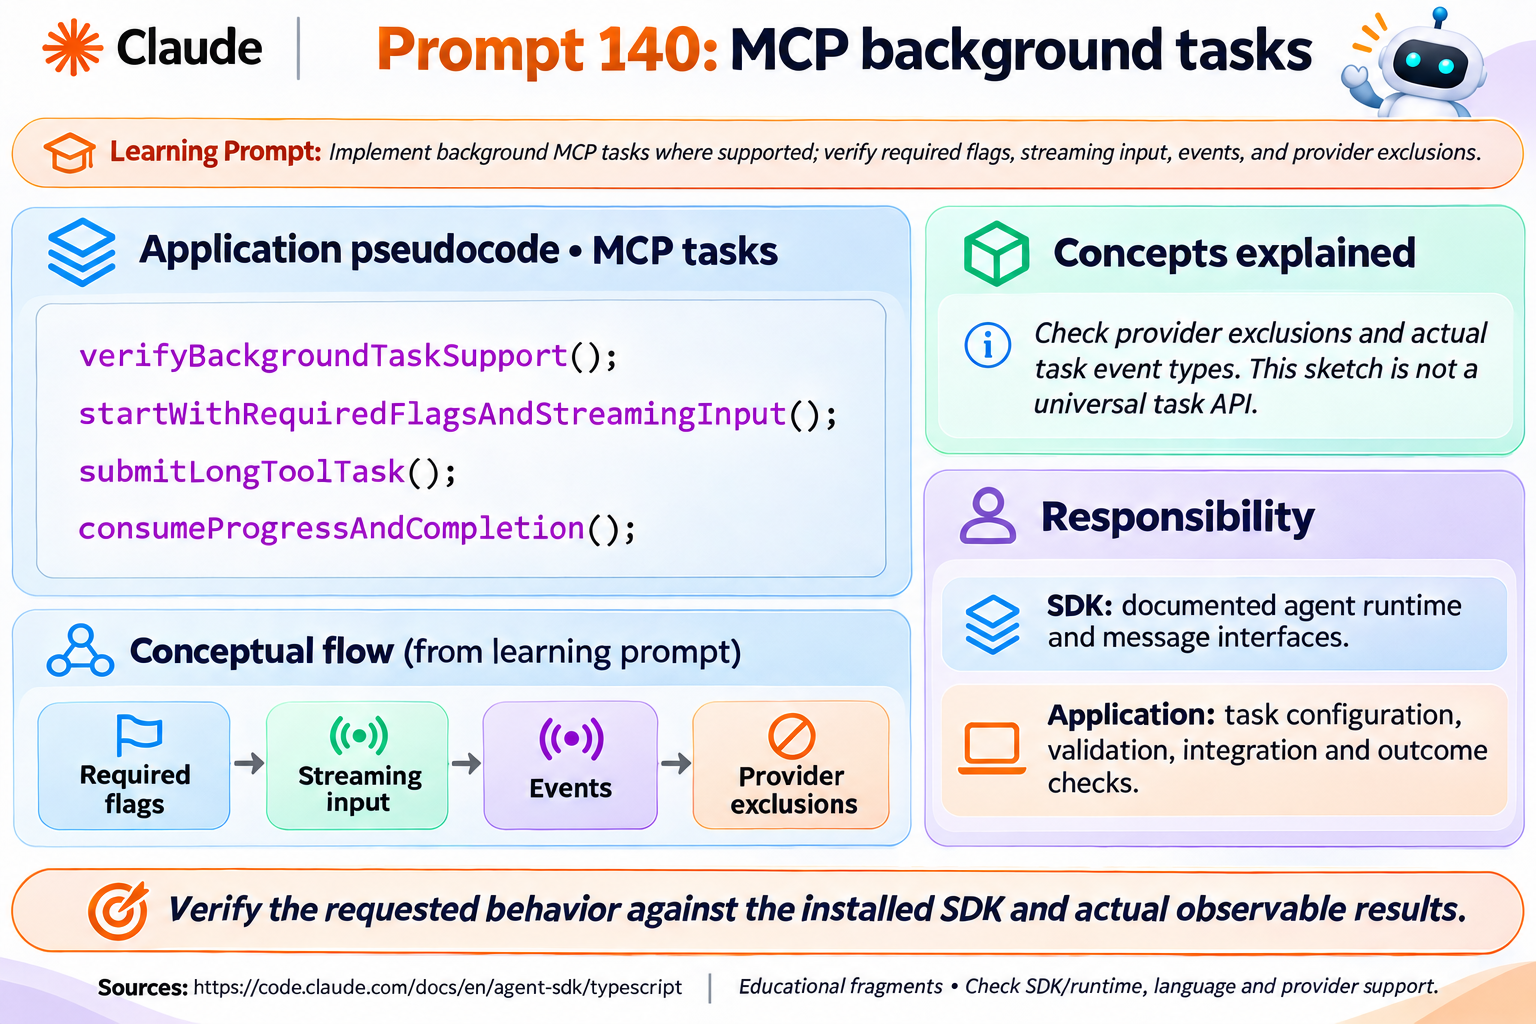 Claude
Prompt 140: MCP background tasks
Learning Prompt: Implement background MCP tasks where supported; verify required flags, streaming input, events, and provider exclusions.
Application pseudocode • MCP tasks
verifyBackgroundTaskSupport();
startWithRequiredFlagsAndStreamingInput();
submitLongToolTask();
consumeProgressAndCompletion();
Conceptual flow (from learning prompt)
Required
flags
Streaming
input
Events
Provider
exclusions
Concepts explained
Check provider exclusions and actual
task event types. This sketch is not a
universal task API.
Responsibility
SDK: documented agent runtime
and message interfaces.
Application: task configuration,
validation, integration and outcome
checks.
Verify the requested behavior against the installed SDK and actual observable results.
Sources: https://code.claude.com/docs/en/agent-sdk/typescript
Educational fragments • Check SDK/runtime, language and provider support.